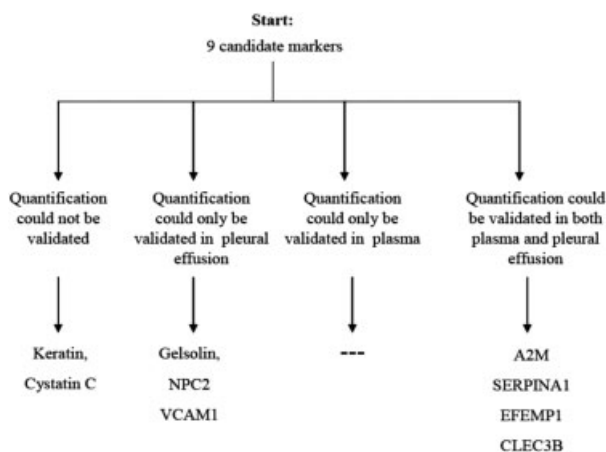 Start:
9 candidate markers
Quantification
could not be
validated
Quantification
could only be
validated in pleural
effusion
Quantification
could only be
validated in plasma
Quantification could
be validated in both
plasma and pleural
effusion
Keratin,
Cystatin C
Gelsolin,
NPC2
VCAM1
---
A2M
SERPINA1
EFEMP1
CLEC3B